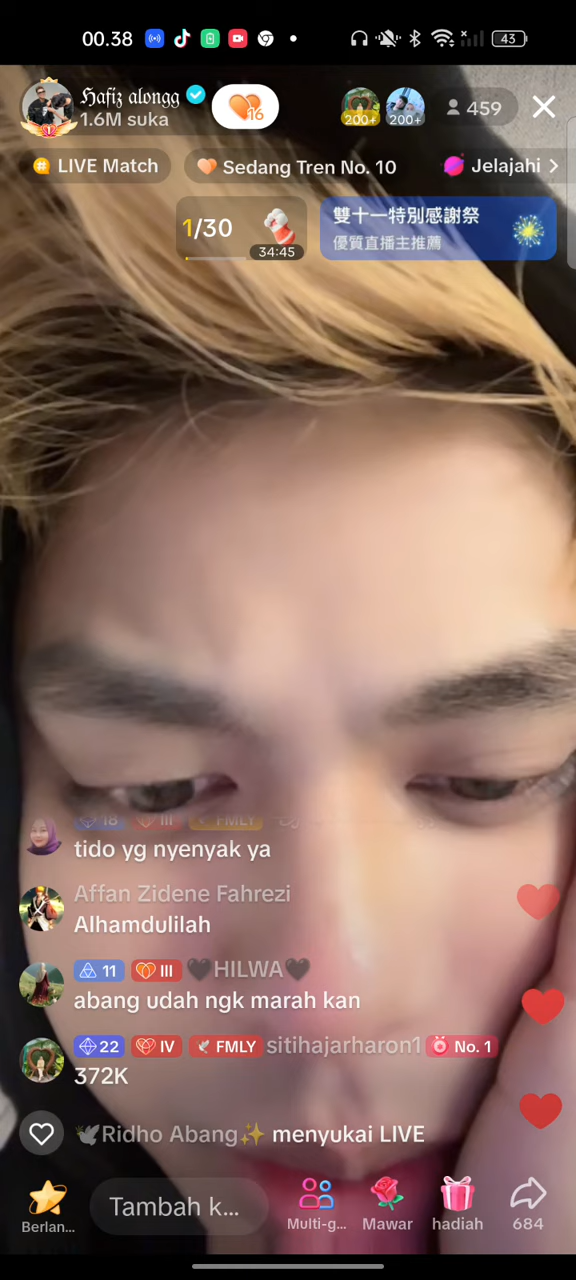 00.38
43
Hafiz alongg
1.6M suka
16
200+
200+
459
LIVE Match
Sedang Tren No. 10
Jelajahi
1/30
34:45
雙十一特別感謝祭
優質直播主推薦
18 III FMLY
tido yg nyenyak ya
Affan Zidene Fahrezi
Alhamdulilah
11 III 🖤HILWA🖤
abang udah ngk marah kan
22 IV FMLY sitihajarharon1 No. 1
372K
🕊Ridho Abang✨ menyukai LIVE
Berlan...
Tambah k...
Multi-g...
Mawar
hadiah
684